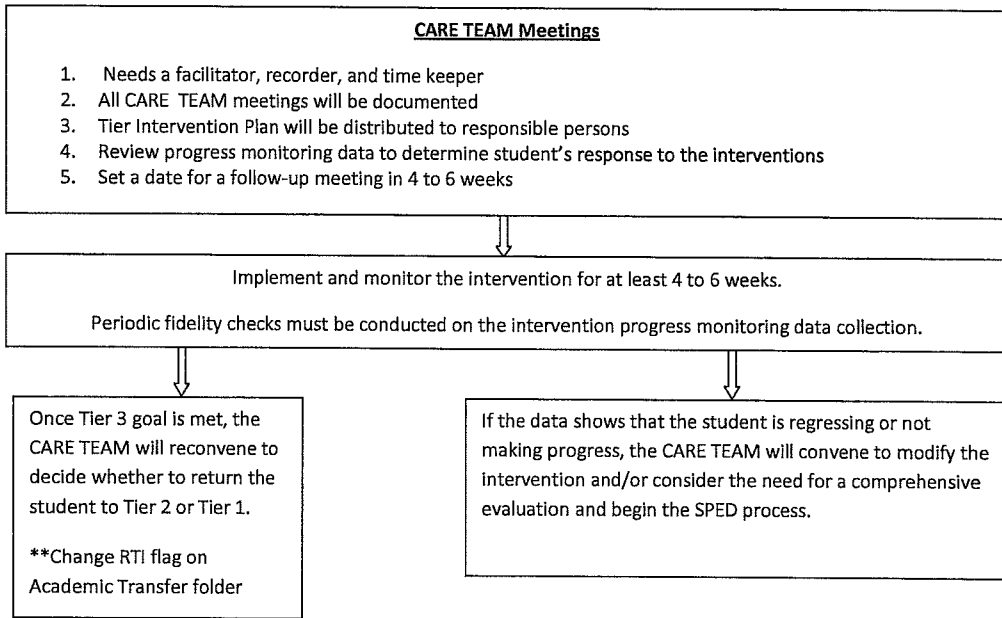 CARE TEAM Meetings
1. Needs a facilitator, recorder, and time keeper
2. All CARE TEAM meetings will be documented
3. Tier Intervention Plan will be distributed to responsible persons
4. Review progress monitoring data to determine student's response to the interventions
5. Set a date for a follow-up meeting in 4 to 6 weeks
Implement and monitor the intervention for at least 4 to 6 weeks.
Periodic fidelity checks must be conducted on the intervention progress monitoring data collection.
Once Tier 3 goal is met, the
CARE TEAM will reconvene to
decide whether to return the
student to Tier 2 or Tier 1.
**Change RTI flag on
Academic Transfer folder
If the data shows that the student is regressing or not
making progress, the CARE TEAM will convene to modify the
intervention and/or consider the need for a comprehensive
evaluation and begin the SPED process.